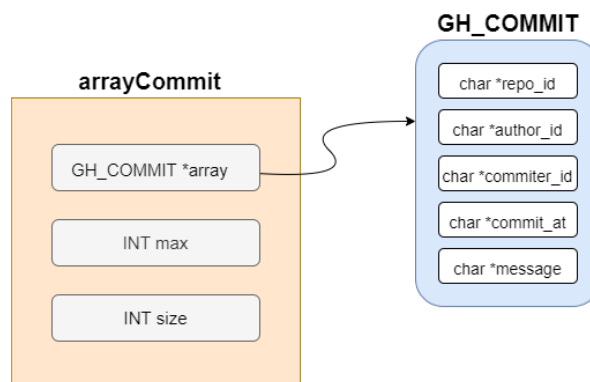 arrayCommit
GH_COMMIT *array
INT max
INT size
GH_COMMIT
char *repo_id
char *author_id
char *commiter_id
char *commit_at
char *message